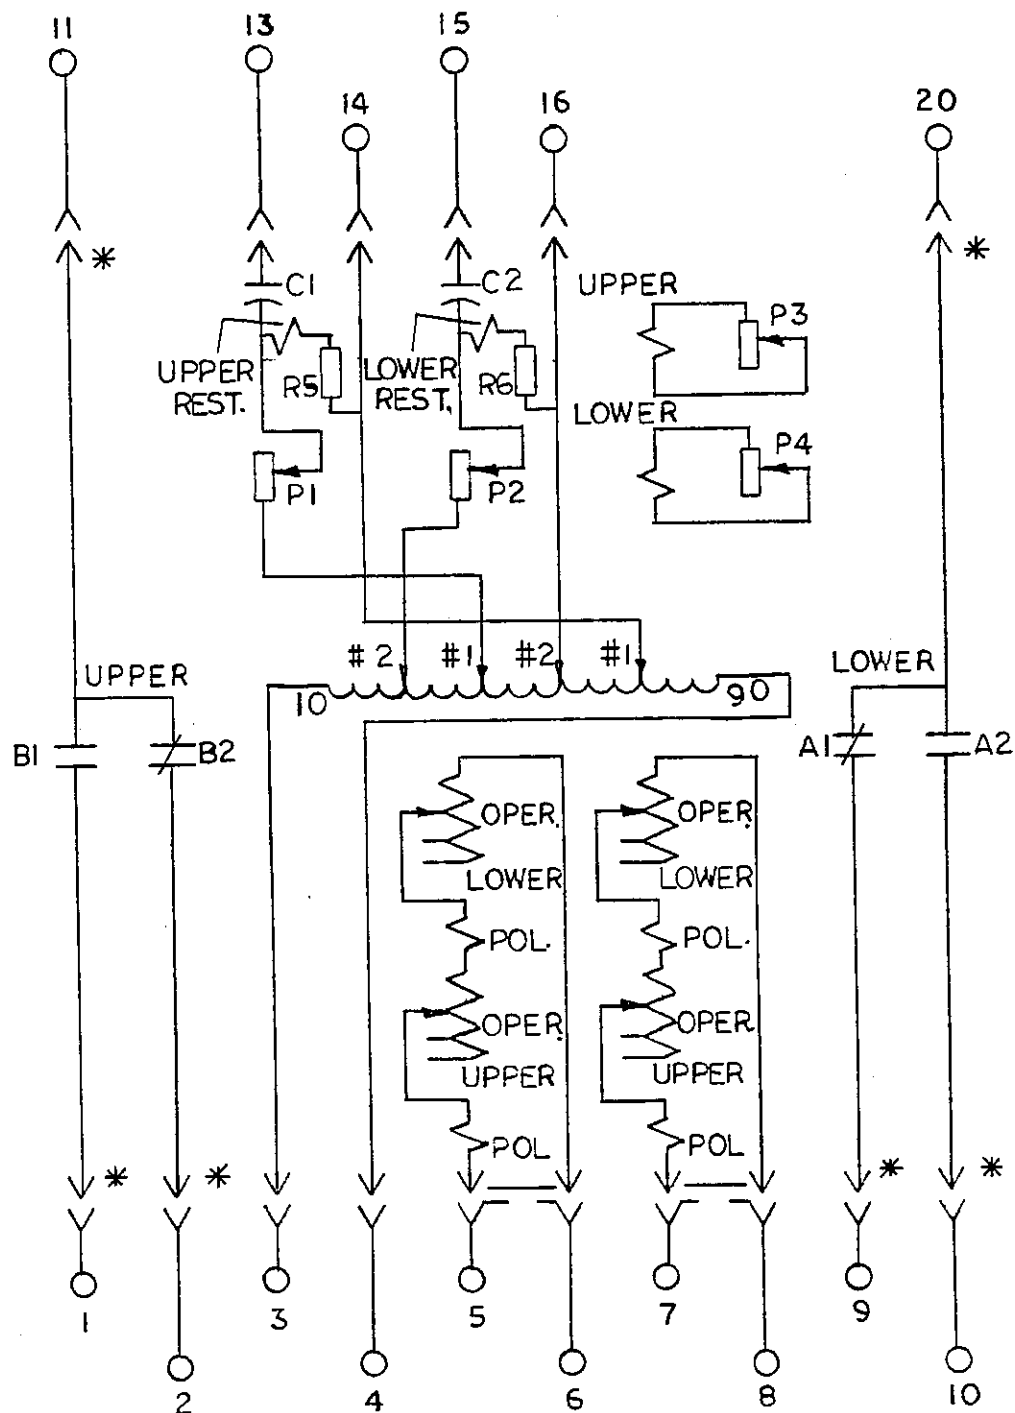 11 13 15
14 16 20
*
*
C1 C2 UPPER
P3
UPPER REST. R5 LOWER REST. R6
LOWER
P4
P1 P2
#2 #1 #2 #1
UPPER LOWER
10 90
B1 B2 A1 A2
OPER. OPER.
LOWER LOWER
POL. POL.
OPER. OPER.
UPPER UPPER
POL POL
* * * *
1 3 5 7 9
2 4 6 8 10